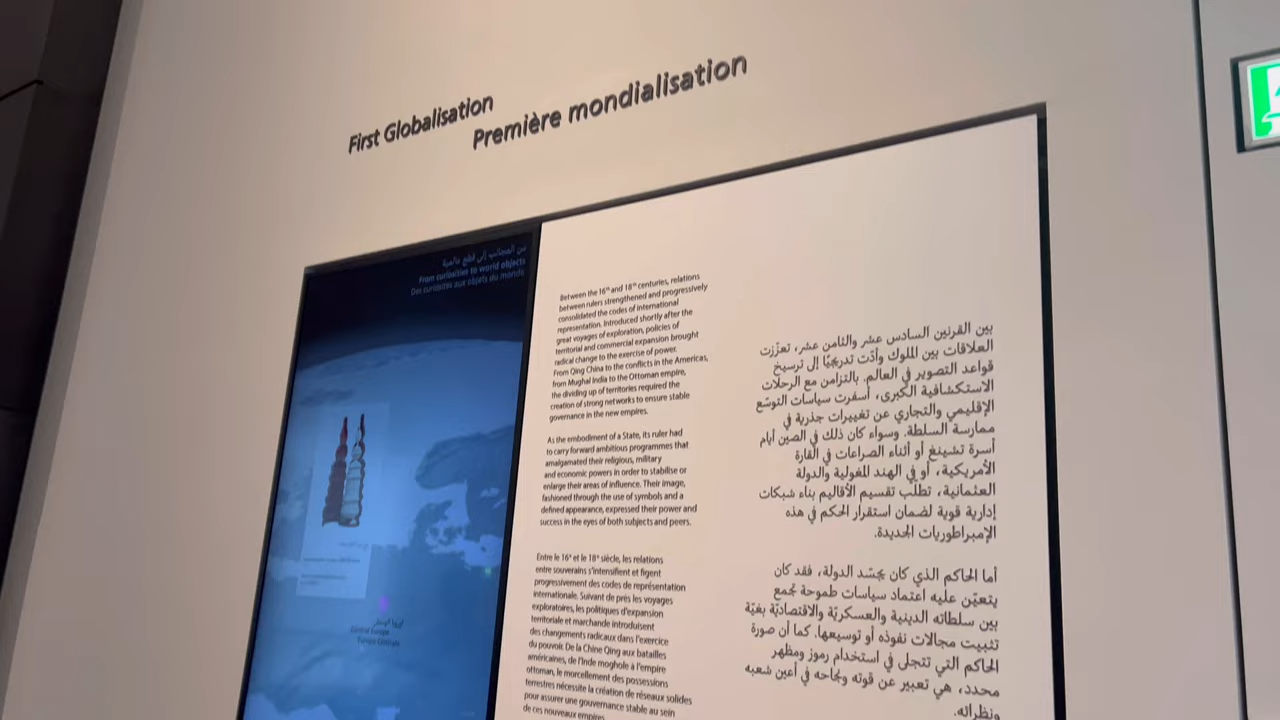 First Globalisation
Première mondialisation
من العجائب إلى قطع عالمية
From curiosities to world objects
Des curiosités aux objets du monde
Central Europe
Europe Centrale
Between the 16th and 18th centuries, relations
between rulers strengthened and progressively
consolidated the codes of international
representation. Introduced shortly after the
great voyages of exploration, policies of
territorial and commercial expansion brought
radical change to the exercise of power.
From Qing China to the conflicts in the Americas,
from Mughal India to the Ottoman empire,
the dividing up of territories required the
creation of strong networks to ensure stable
governance in the new empires.
As the embodiment of a State, its ruler had
to carry forward ambitious programmes that
amalgamated their religious, military
and economic powers in order to stabilise or
enlarge their areas of influence. Their image,
fashioned through the use of symbols and a
defined appearance, expressed their power and
success in the eyes of both subjects and peers.
Entre le 16e et le 18e siècle, les relations
entre souverains s'intensifient et figent
progressivement des codes de représentation
internationale. Suivant de près les voyages
exploratoires, les politiques d'expansion
territoriale et marchande introduisent
des changements radicaux dans l'exercice
du pouvoir. De la Chine Qing aux batailles
américaines, de l'Inde moghole à l'empire
ottoman, le morcellement des possessions
terrestres nécessite la création de réseaux solides
pour assurer une gouvernance stable au sein
de ces nouveaux empires.
بين القرنين السادس عشر والثامن عشر، تعزّزت
العلاقات بين الملوك وأدّت تدريجيًا إلى ترسيخ
قواعد التصوير في العالم. بالتزامن مع الرحلات
الاستكشافية الكبرى، أسفرت سياسات التوسّع
الإقليمي والتجاري عن تغييرات جذرية في
ممارسة السلطة. وسواء كان ذلك في الصين أيام
أسرة تشينغ أو أثناء الصراعات في القارة
الأمريكية، أو في الهند المغولية والدولة
العثمانية، تطلّب تقسيم الأقاليم بناء شبكات
إدارية قوية لضمان استقرار الحكم في هذه
الإمبراطوريات الجديدة.
أما الحاكم الذي كان يجسّد الدولة، فقد كان
يتعيّن عليه اعتماد سياسات طموحة تجمع
بين سلطاته الدينية والعسكريّة والاقتصاديّة بغيّة
تثبيت مجالات نفوذه أو توسيعها. كما أن صورة
الحاكم التي تتجلى في استخدام رموز ومظهر
محدد، هي تعبير عن قوته ونجاحه في أعين شعبه
ونظرائه.